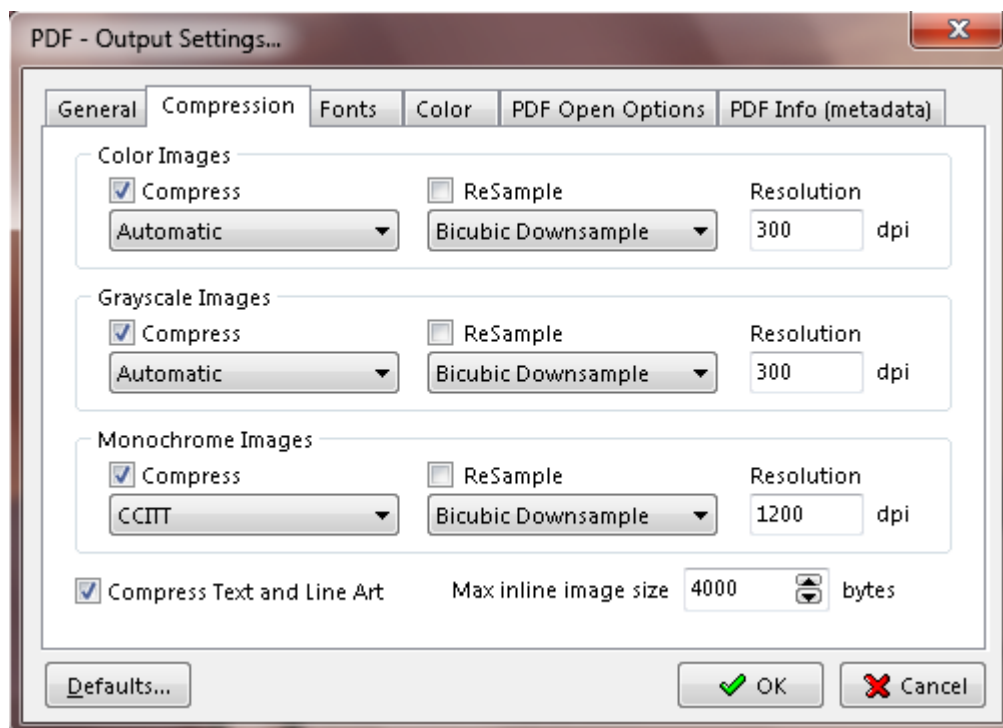 PDF - Output Settings...
General Compression Fonts Color PDF Open Options PDF Info (metadata)
Color Images
Compress ReSample Resolution
Automatic Bicubic Downsample 300 dpi
Grayscale Images
Compress ReSample Resolution
Automatic Bicubic Downsample 300 dpi
Monochrome Images
Compress ReSample Resolution
CCITT Bicubic Downsample 1200 dpi
Compress Text and Line Art Max inline image size 4000 bytes
Defaults... OK Cancel